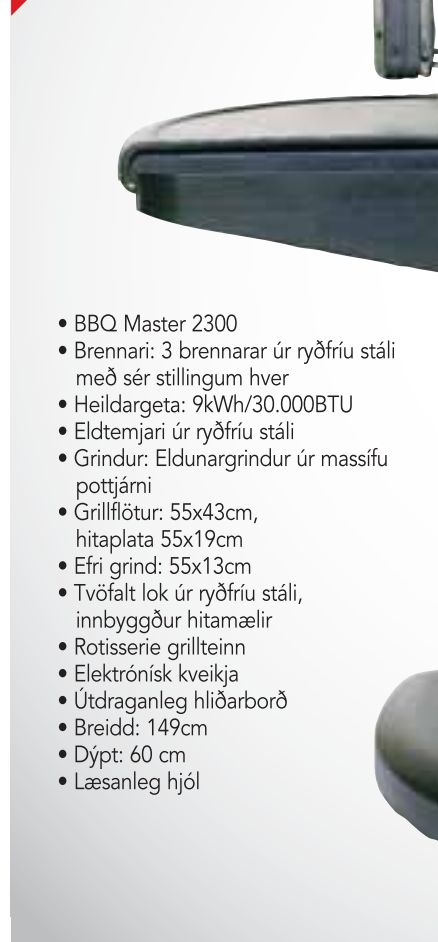 • BBQ Master 2300
• Brennari: 3 brennarar úr ryðfríu stáli
með sér stillingum hver
• Heildargeta: 9kWh/30.000BTU
• Eldtemjari úr ryðfríu stáli
• Grindur: Eldunargrindur úr massífu
pottjárni
• Grillflötur: 55x43cm,
hitaplata 55x19cm
• Efri grind: 55x13cm
• Tvöfalt lok úr ryðfríu stáli,
innbyggður hitamælir
• Rotisserie grillteinn
• Elektrónísk kveikja
• Útdraganleg hliðarborð
• Breidd: 149cm
• Dýpt: 60 cm
• Læsanleg hjól